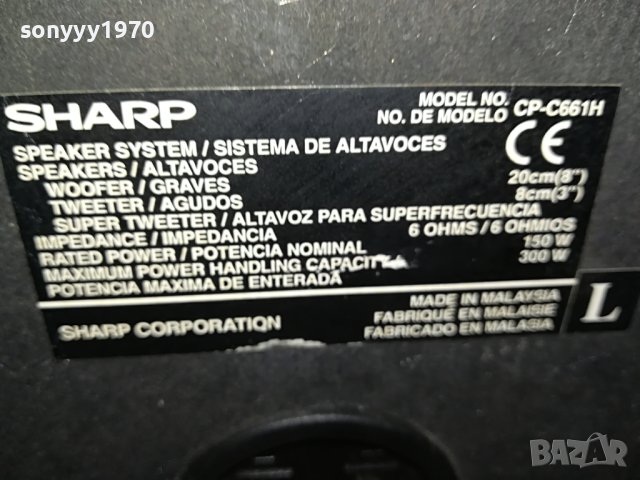 sonyyy1970
SHARP
MODEL NO.
NO. DE MODELO CP-C661H
SPEAKER SYSTEM / SISTEMA DE ALTAVOCES
SPEAKERS / ALTAVOCES
WOOFER / GRAVES 20cm(8")
TWEETER / AGUDOS 8cm(3")
SUPER TWEETER / ALTAVOZ PARA SUPERFRECUENCIA
IMPEDANCE / IMPEDANCIA 6 OHMS / 6 OHMIOS
RATED POWER / POTENCIA NOMINAL 150 W
MAXIMUM POWER HANDLING CAPACITY / 300 W
POTENCIA MAXIMA DE ENTERADA
CE
SHARP CORPORATION
MADE IN MALAYSIA
FABRIQUÉ EN MALAISIE
FABRICADO EN MALASIA
L
BAZAR